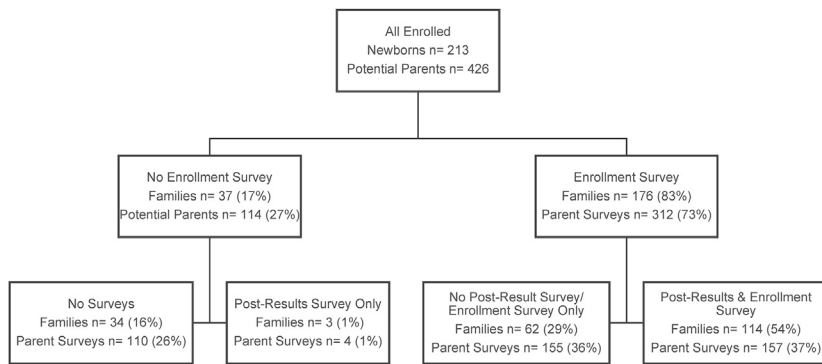 All Enrolled
Newborns n= 213
Potential Parents n= 426
No Enrollment Survey
Families n= 37 (17%)
Potential Parents n= 114 (27%)
Enrollment Survey
Families n= 176 (83%)
Parent Surveys n= 312 (73%)
No Surveys
Families n= 34 (16%)
Parent Surveys n= 110 (26%)
Post-Results Survey Only
Families n= 3 (1%)
Parent Surveys n= 4 (1%)
No Post-Result Survey/
Enrollment Survey Only
Families n= 62 (29%)
Parent Surveys n= 155 (36%)
Post-Results & Enrollment
Survey
Families n= 114 (54%)
Parent Surveys n= 157 (37%)